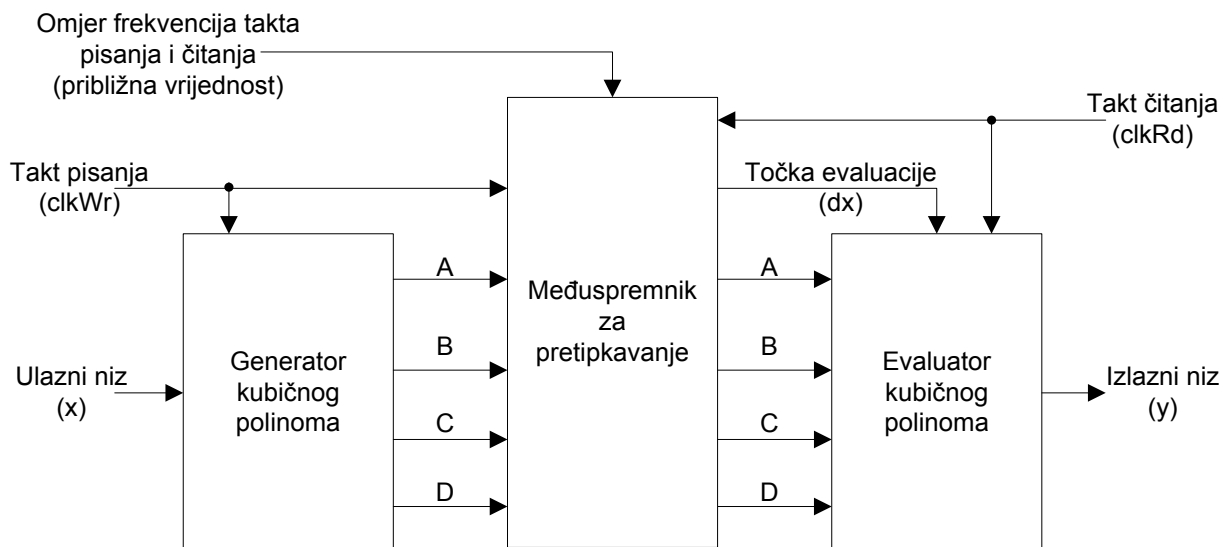 Omjer frekvencija takta
pisanja i čitanja
(približna vrijednost)
Takt čitanja
(clkRd)
Takt pisanja
(clkWr)
Točka evaluacije
(dx)
A
B
C
D
Međuspremnik
za
pretipkavanje
A
B
C
D
Ulazni niz
(x)
Generator
kubičnog
polinoma
Evaluator
kubičnog
polinoma
Izlazni niz
(y)